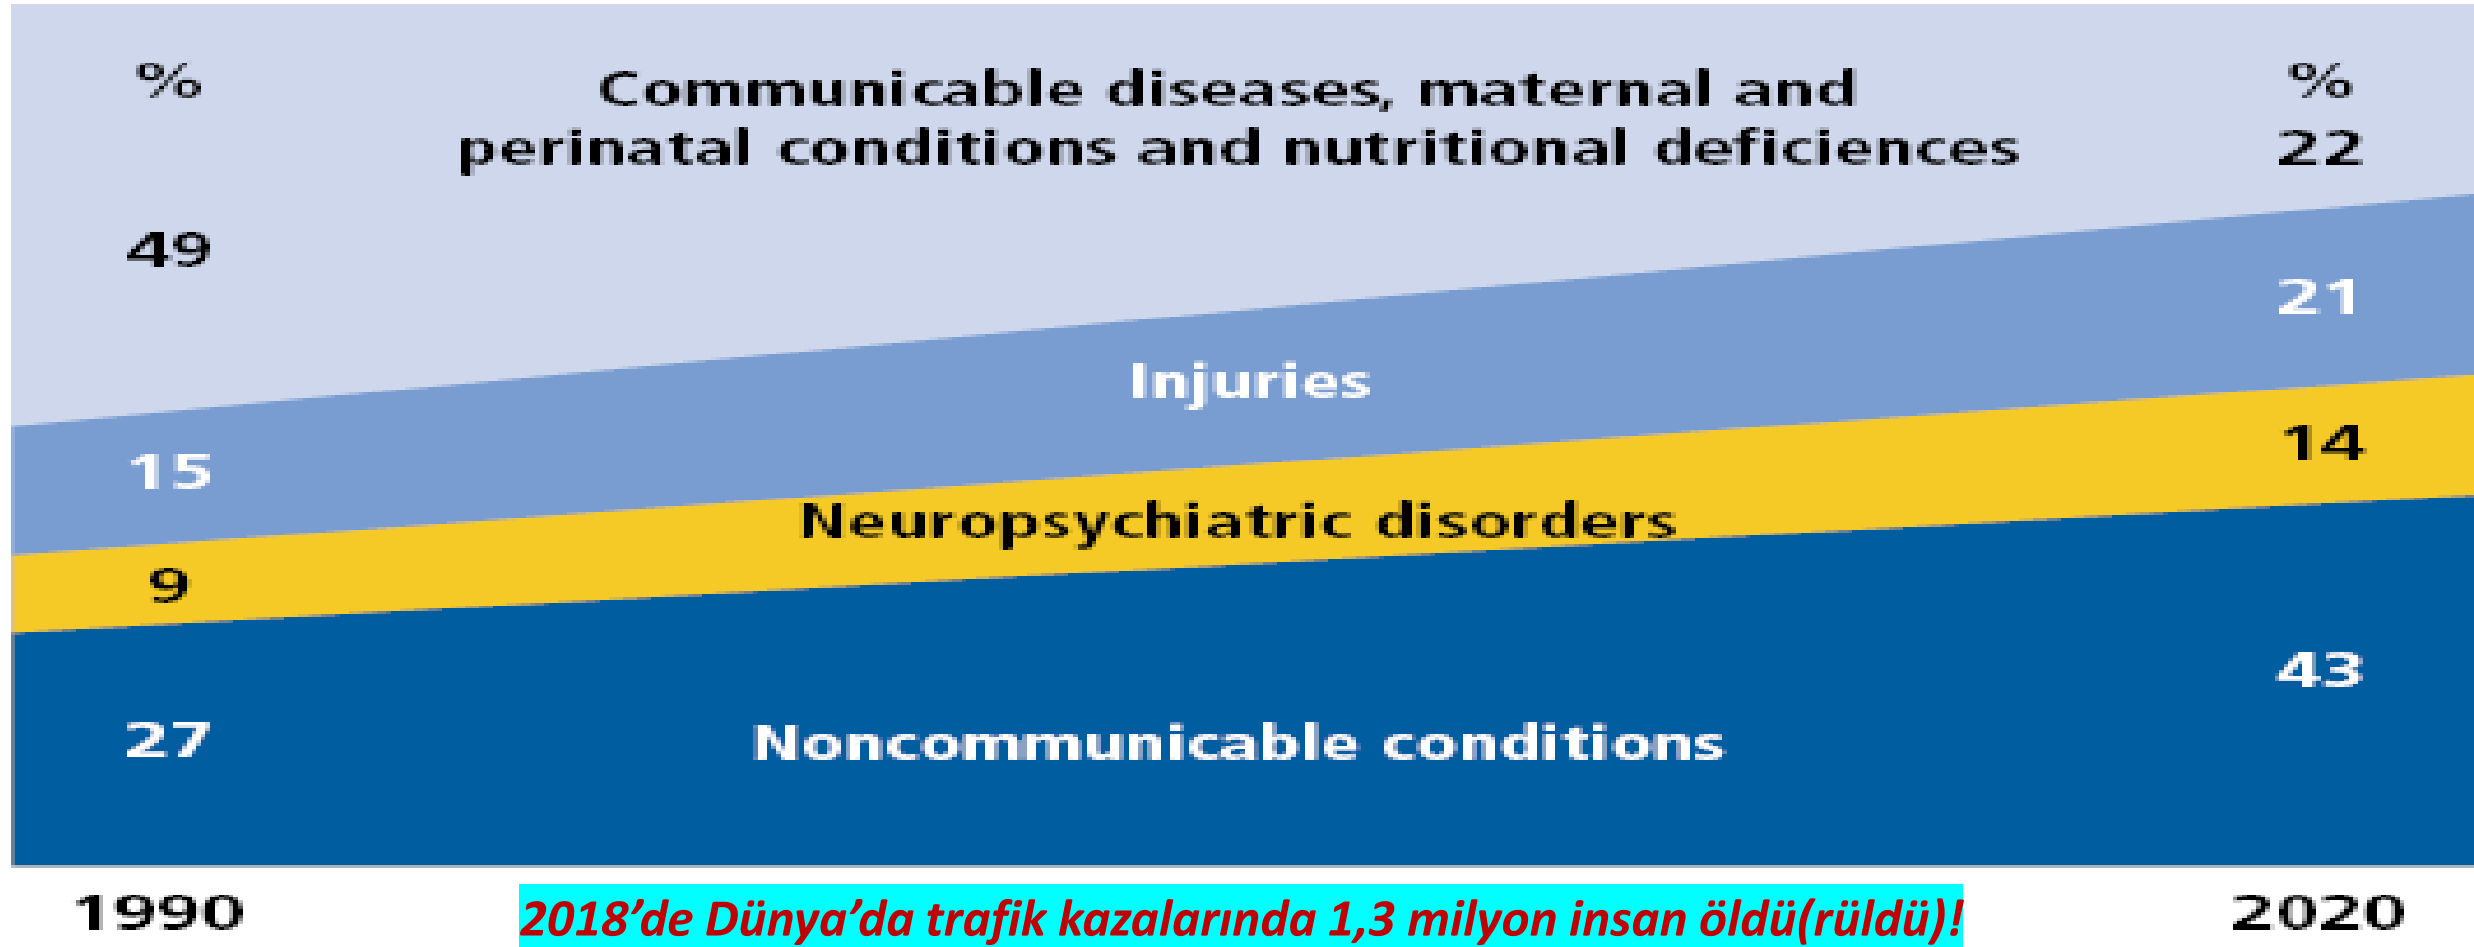 % %
Communicable diseases, maternal and
perinatal conditions and nutritional deficiences 22
49
21
Injuries
15
14
Neuropsychiatric disorders
9
43
27 Noncommunicable conditions
1990 2018’de Dünya’da trafik kazalarında 1,3 milyon insan öldü(rüldü)! 2020